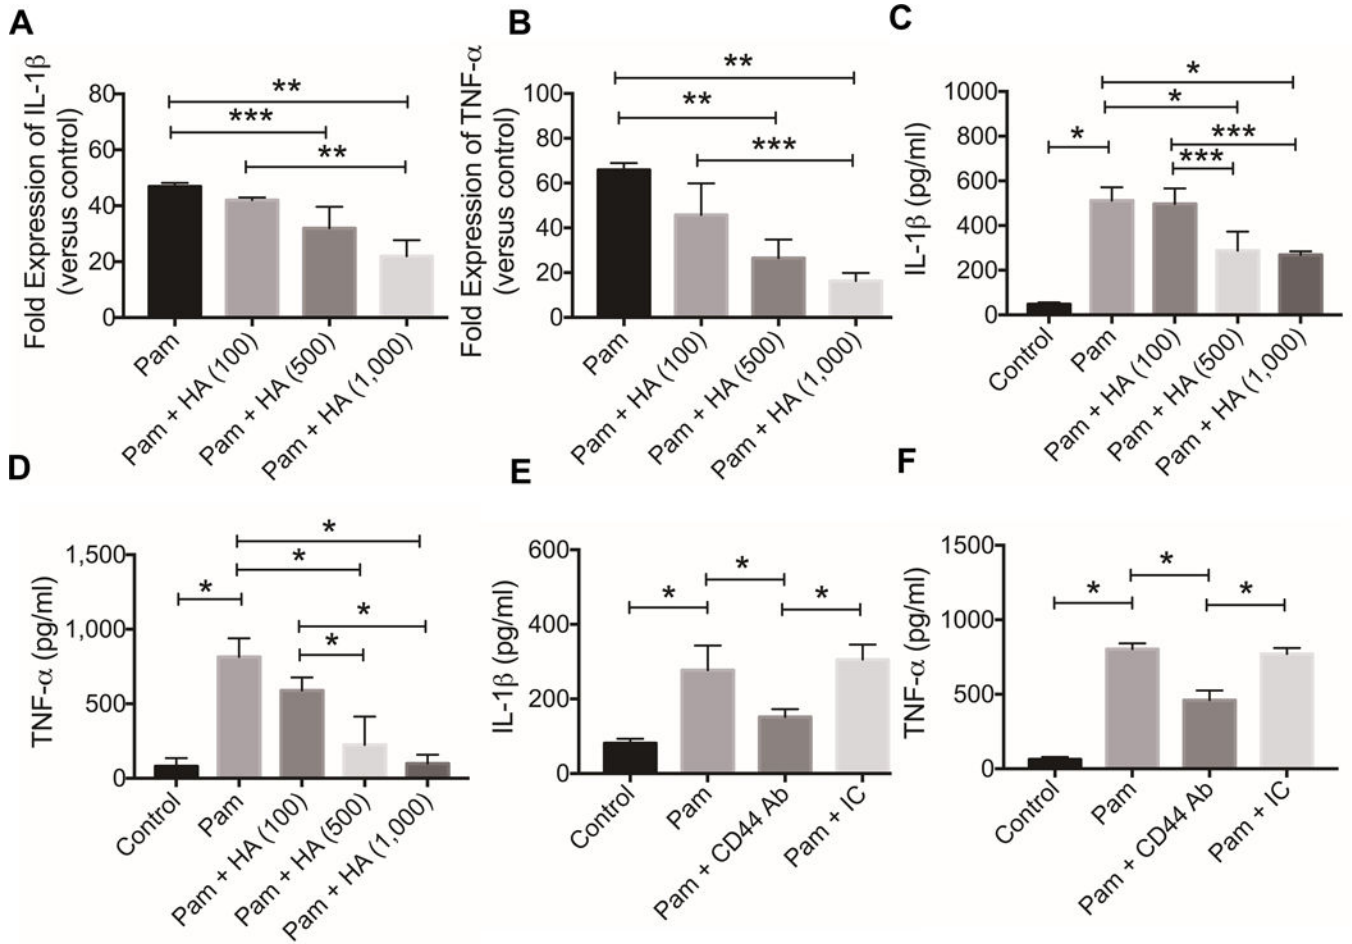 A
Fold Expression of IL-1β
(versus control)
80
60
40
20
0
**
***
**
Pam
Pam + HA (100)
Pam + HA (500)
Pam + HA (1,000)
B
Fold Expression of TNF-α
(versus control)
100
80
60
40
20
0
**
**
***
Pam
Pam + HA (100)
Pam + HA (500)
Pam + HA (1,000)
C
IL-1β (pg/ml)
1000
800
600
400
200
0
*
*
*
***
***
Control
Pam
Pam + HA (100)
Pam + HA (500)
Pam + HA (1,000)
D
TNF-α (pg/ml)
1,500
1,000
500
0
*
*
*
*
*
Control
Pam
Pam + HA (100)
Pam + HA (500)
Pam + HA (1,000)
E
IL-1β (pg/ml)
600
400
200
0
*
*
*
Control
Pam
Pam + CD44 Ab
Pam + IC
F
TNF-α (pg/ml)
1500
1000
500
0
*
*
*
Control
Pam
Pam + CD44 Ab
Pam + IC